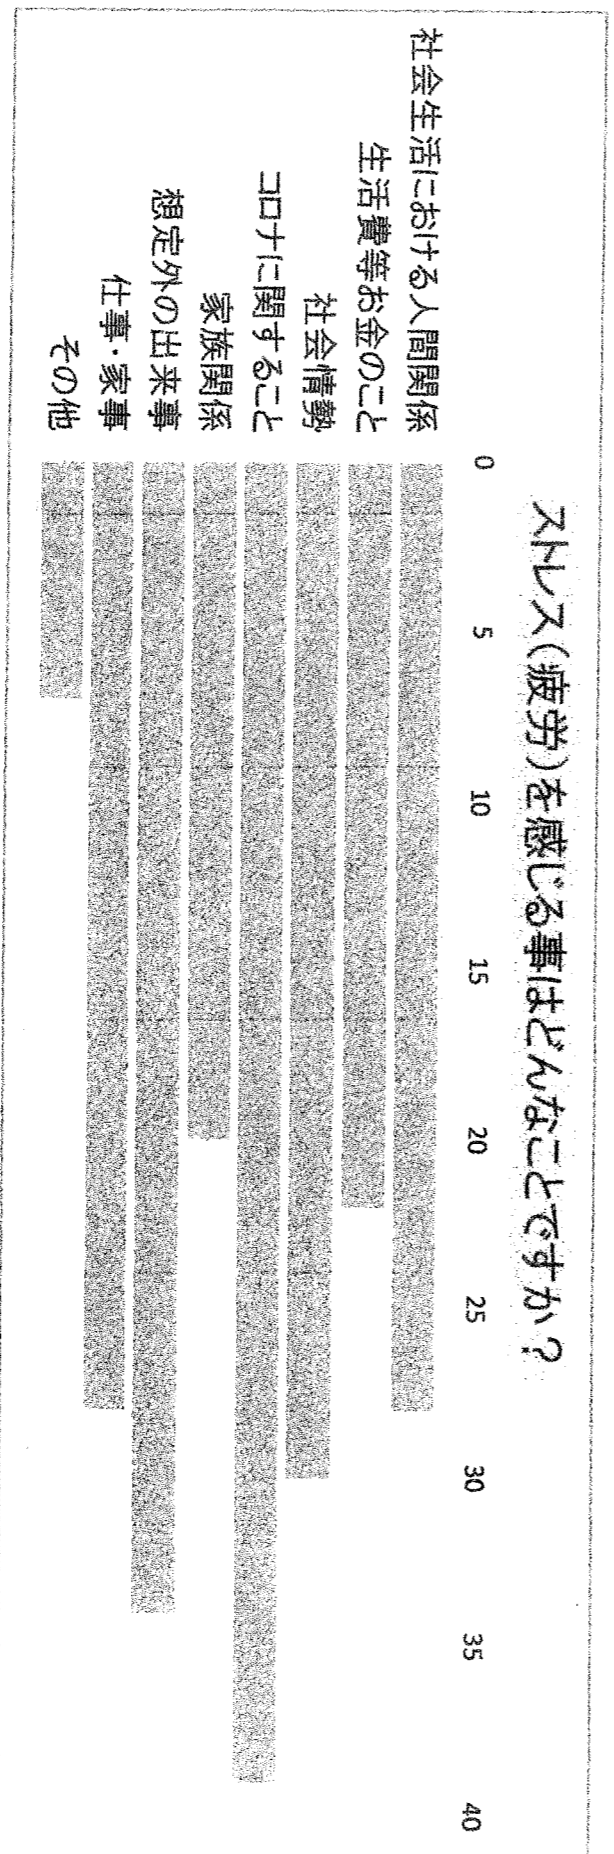 ストレス(疲労)を感じる事はどんなことですか？
0 5 10 15 20 25 30 35 40
社会生活における人間関係
生活費等お金のこと
社会情勢
コロナに関すること
家族関係
想定外の出来事
仕事・家事
その他